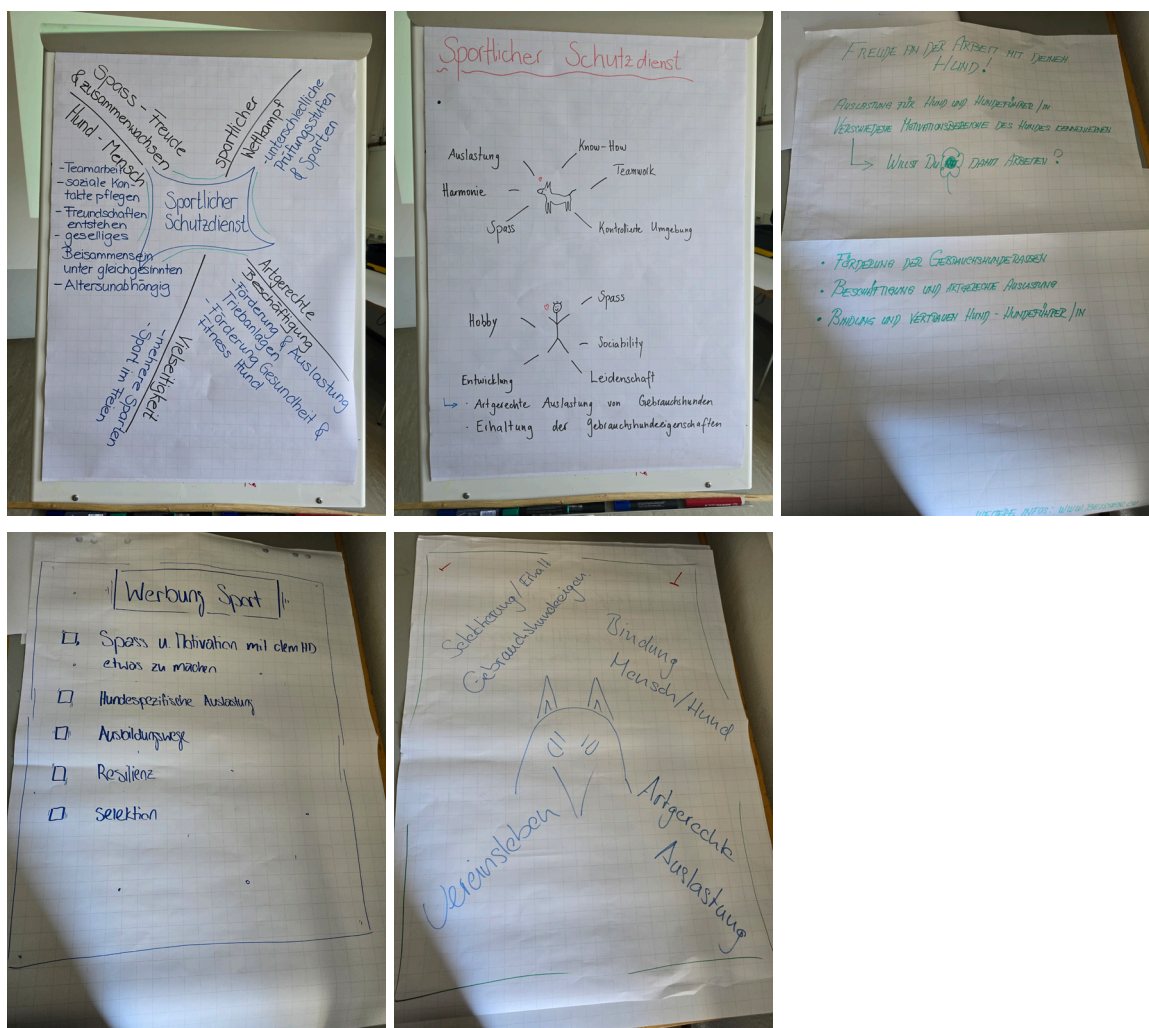 Spass - Freude
& zusammenwachsen
Hund - Mensch
- Teamarbeit
- soziale Kon-
takte pflegen
- Freundschaften
entstehen
- geselliges
Beisammensein
unter gleichgesinnten
- Altersunabhängig
sportlicher
Wettkampf
- unterschiedliche
Prüfungsstufen
& Sparten
Sportlicher
Schutzdienst
Artgerechte
Beschäftigung
- Förderung & Auslastung
Triebanlagen
- Förderung Gesundheit &
Fitness Hund
Vielseitigkeit
- mehrere Sparten
- Sport im Freien
Sportlicher Schutzdienst
Auslastung
Know-How
Teamwork
Harmonie
Spass
Kontrollierte Umgebung
Spass
Hobby
Sociability
Entwicklung
Leidenschaft
· Artgerechte Auslastung von Gebrauchshunden
· Erhaltung der Gebrauchshundeeigenschaften
FREUDE AN DER ARBEIT MIT DEINEM
HUND!
AUSLASTUNG FÜR HUND UND HUNDEFÜHRER/IN
VERSCHIEDENE MOTIVATIONSBEREICHE DES HUNDES KENNENLERNEN
WILLST DU DAMIT ARBEITEN?
• FÖRDERUNG DER GEBRAUCHSHUNDERASSEN
• BESCHÄFTIGUNG UND ARTGERECHTE AUSLASTUNG
• BINDUNG UND VERTRAUEN HUND - HUNDEFÜHRER/IN
WEITERE INFOS: WWW.
Werbung Sport
Spass u. Motivation mit dem HD
etwas zu machen
Hundespezifische Auslastung
Ausbildungswege
Resilienz
Selektion
Selektierung/Erhalt
Gebrauchshundeeigen.
Bindung
Mensch/Hund
Vereinsleben
Artgerechte
Auslastung